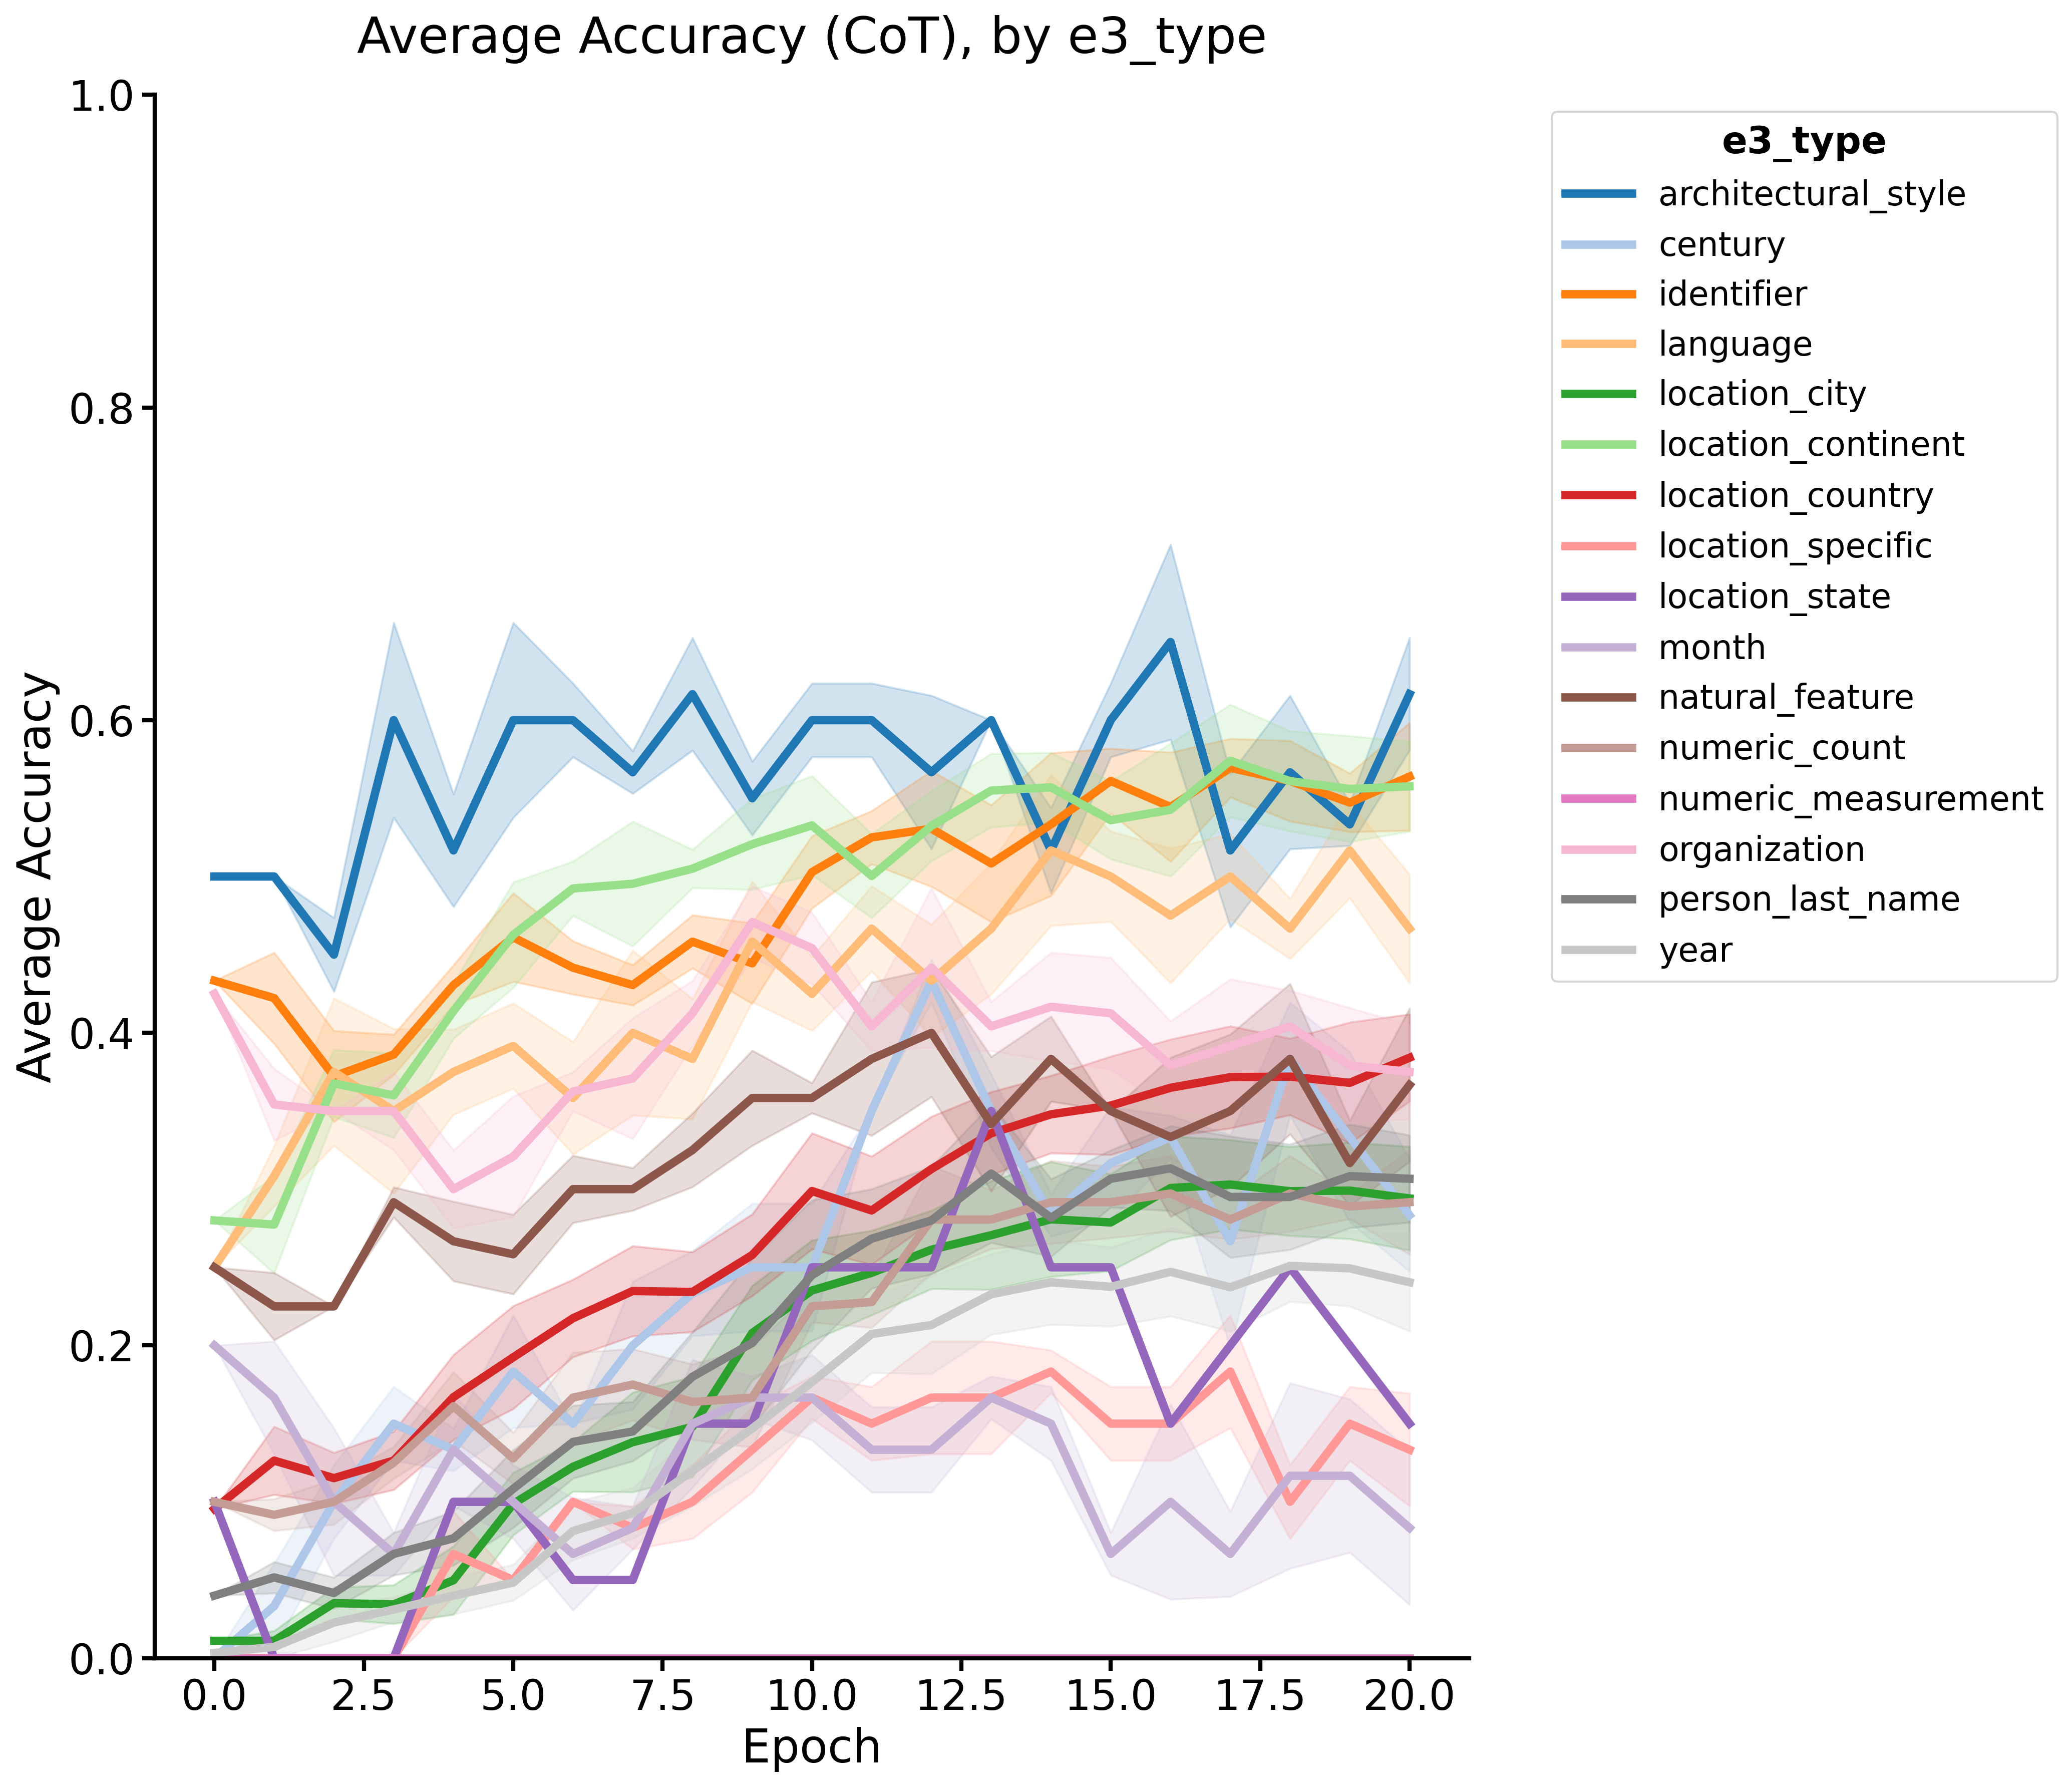 Average Accuracy (CoT), by e3_type
1.0
0.8
0.6
0.4
0.2
0.0
Average Accuracy
0.0 2.5 5.0 7.5 10.0 12.5 15.0 17.5 20.0
Epoch
e3_type
architectural_style
century
identifier
language
location_city
location_continent
location_country
location_specific
location_state
month
natural_feature
numeric_count
numeric_measurement
organization
person_last_name
year